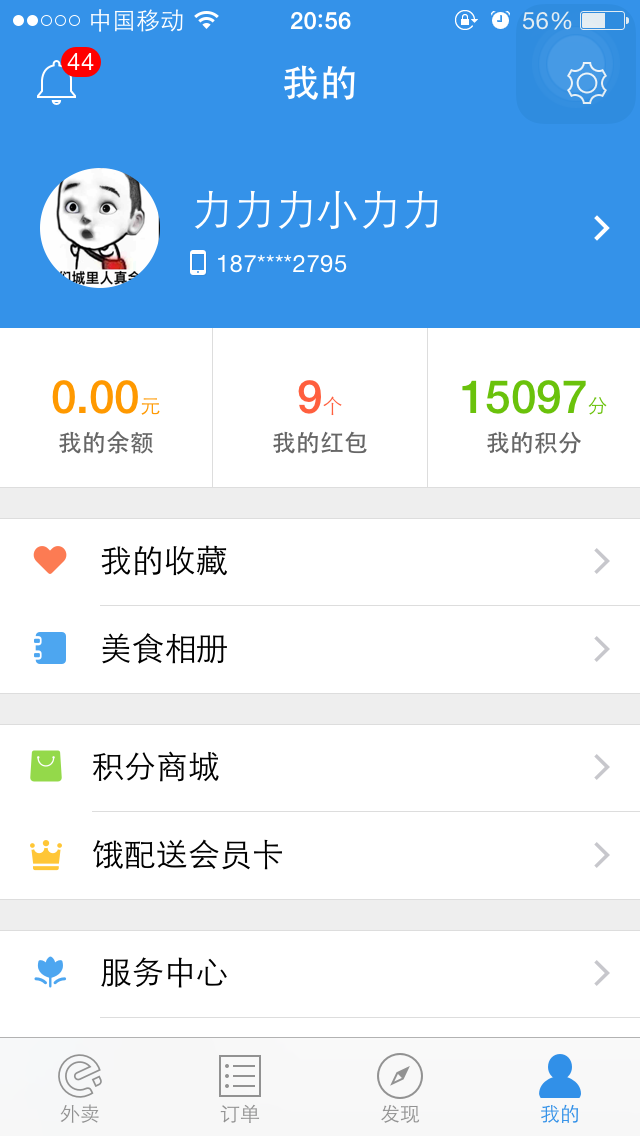 中国移动 20:56 56%
44
我的
力力力小力力
187****2795
们城里人真会
0.00元 9个 15097分
我的余额 我的红包 我的积分
我的收藏
美食相册
积分商城
饿配送会员卡
服务中心
外卖 订单 发现 我的